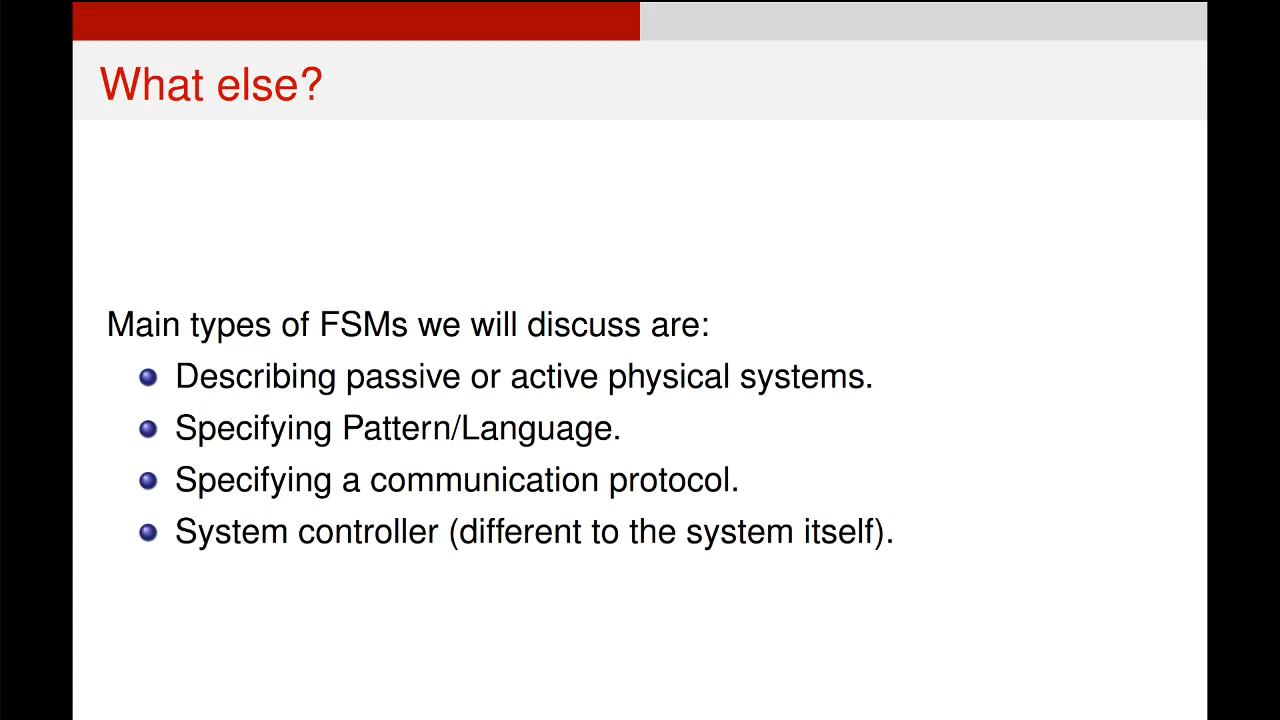 What else?
Main types of FSMs we will discuss are:
Describing passive or active physical systems.
Specifying Pattern/Language.
Specifying a communication protocol.
System controller (different to the system itself).